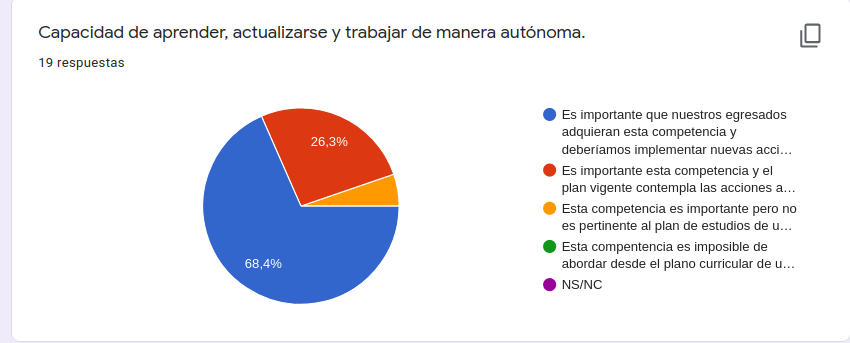 Capacidad de aprender, actualizarse y trabajar de manera autónoma.
19 respuestas
26,3%
68,4%
Es importante que nuestros egresados
adquieran esta competencia y
deberíamos implementar nuevas acci…
Es importante esta competencia y el
plan vigente contempla las acciones a…
Esta competencia es importante pero no
es pertinente al plan de estudios de u…
Esta compentencia es imposible de
abordar desde el plano curricular de u…
NS/NC